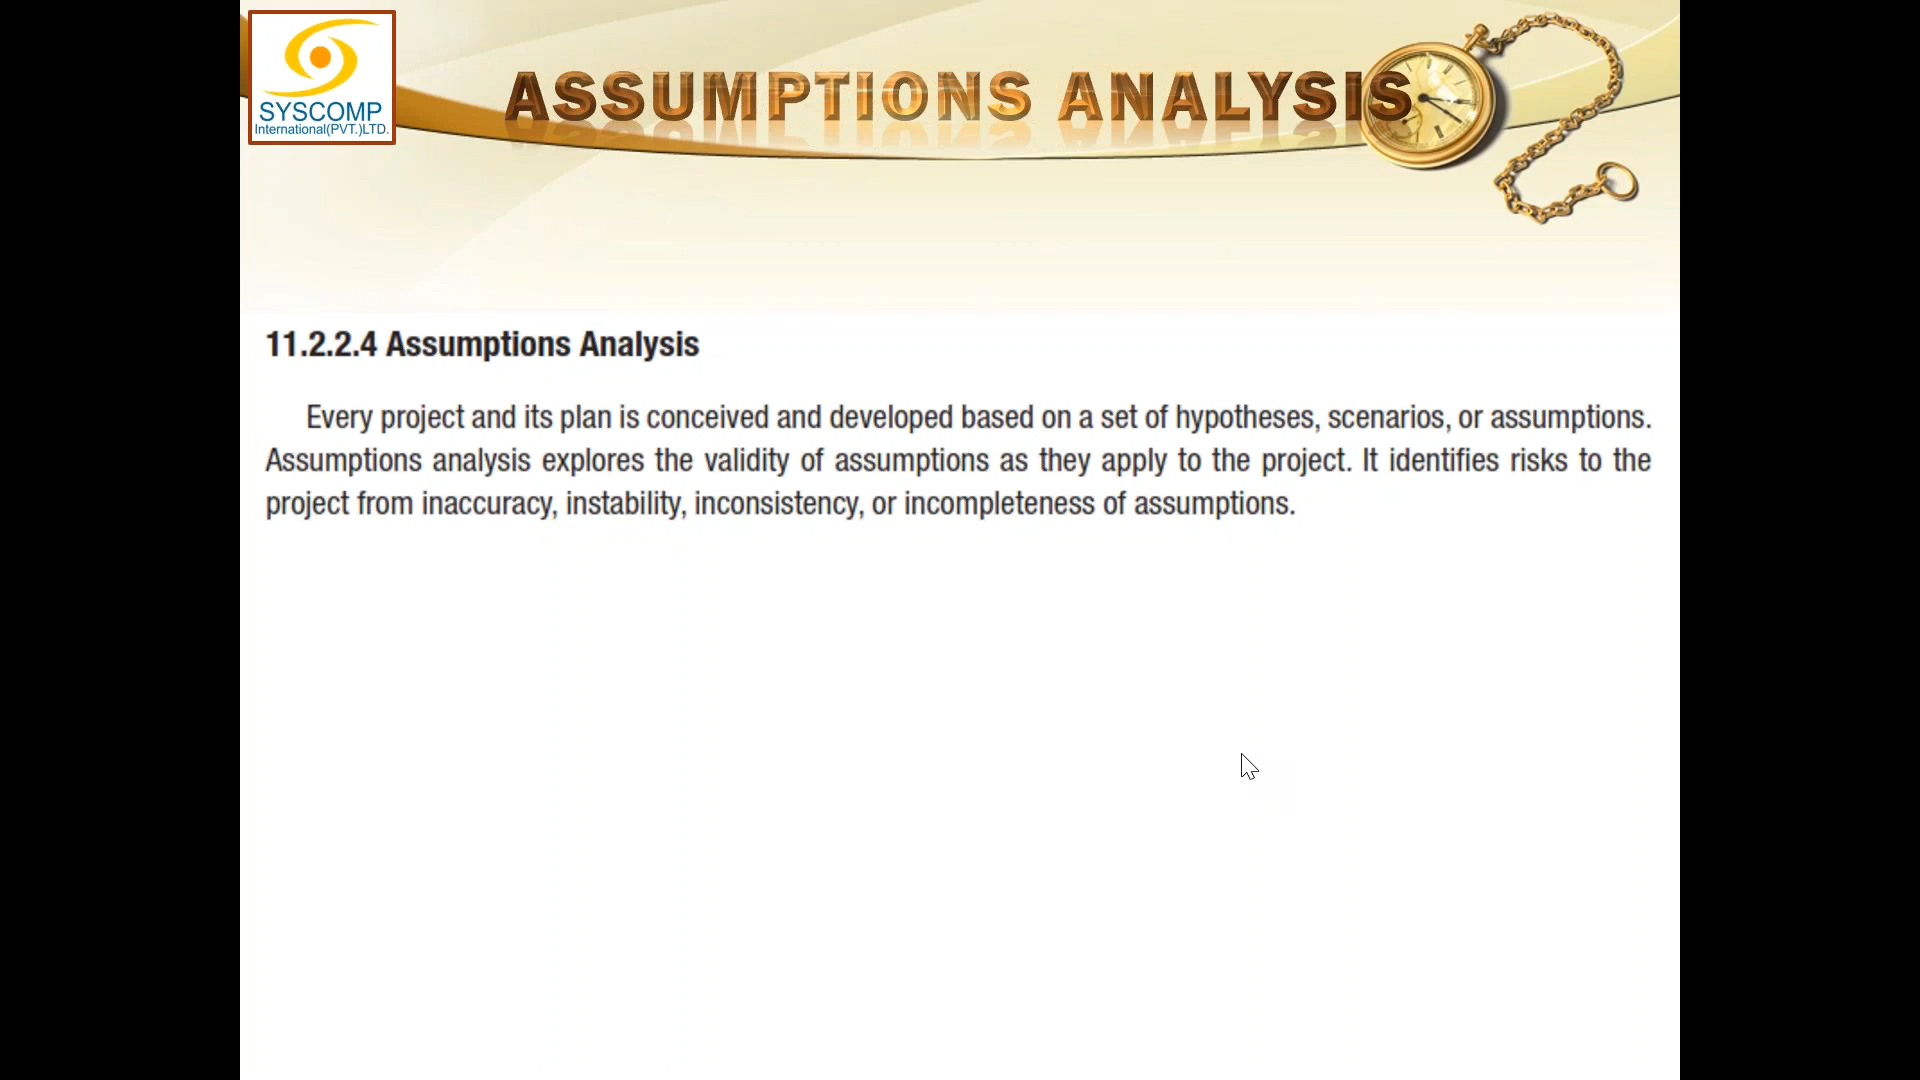 SYSCOMP
International(PVT.)LTD.
ASSUMPTIONS ANALYSIS
11.2.2.4 Assumptions Analysis
Every project and its plan is conceived and developed based on a set of hypotheses, scenarios, or assumptions.
Assumptions analysis explores the validity of assumptions as they apply to the project. It identifies risks to the
project from inaccuracy, instability, inconsistency, or incompleteness of assumptions.